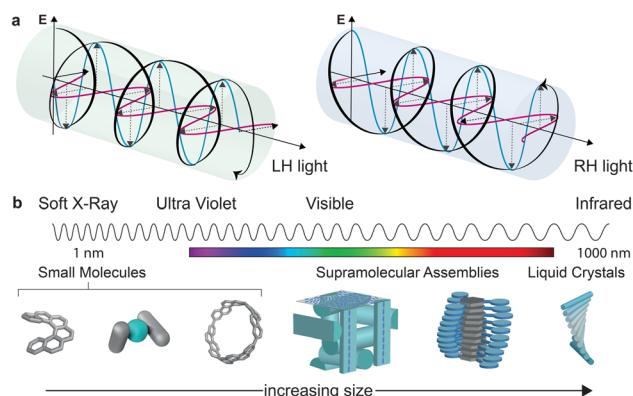 a
E
LH light
E
RH light
b
Soft X-Ray
Ultra Violet
Visible
Infrared
1 nm
1000 nm
Small Molecules
Supramolecular Assemblies
Liquid Crystals
increasing size